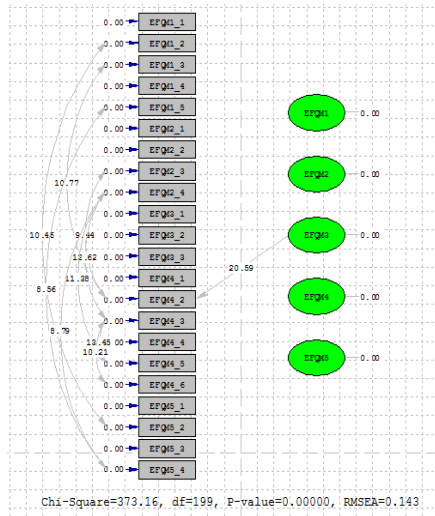 0.00 EFQM1_1
0.00 EFQM1_2
0.00 EFQM1_3
0.00 EFQM1_4
0.00 EFQM1_5
EFQM1 0.00
0.00 EFQM2_1
0.00 EFQM2_2
0.00 EFQM2_3
EFQM2 0.00
10.77
0.00 EFQM2_4
0.00 EFQM3_1
10.45
9.44
0.00 EFQM3_2
EFQM3 0.00
12.62
0.00 EFQM3_3
20.59
11.38
0.00 EFQM4_1
8.56
0.00 EFQM4_2
EFQM4 0.00
0.00 EFQM4_3
8.79
13.45
0.00 EFQM4_4
10.21
0.00 EFQM4_5
EFQM5 0.00
0.00 EFQM4_6
0.00 EFQM5_1
0.00 EFQM5_2
0.00 EFQM5_3
0.00 EFQM5_4
Chi-Square=373.16, df=199, P-value=0.00000, RMSEA=0.143